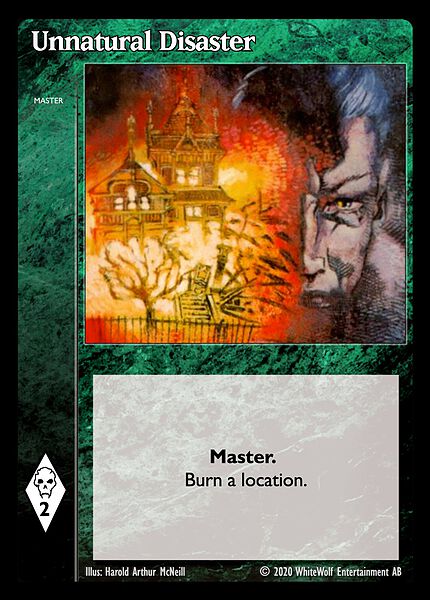 Unnatural Disaster
MASTER
Master.
Burn a location.
2
Illus: Harold Arthur McNeill
© 2020 WhiteWolf Entertainment AB